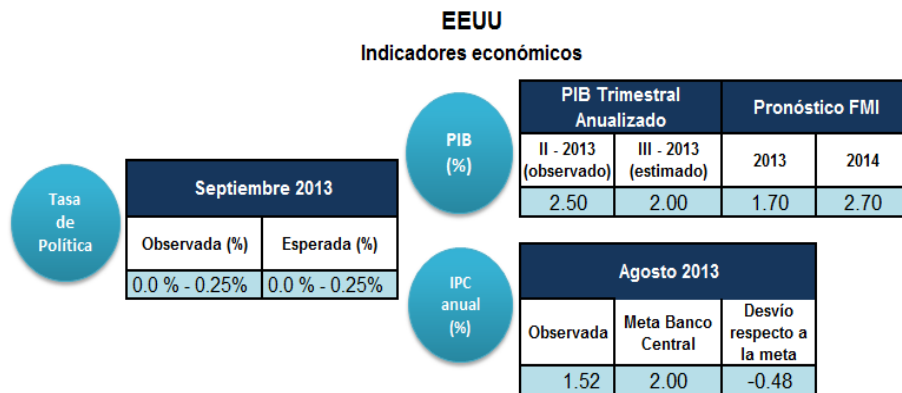 EEUU
Indicadores económicos
Tasa
de
Política
Septiembre 2013
Observada (%) Esperada (%)
0.0 % - 0.25% 0.0 % - 0.25%
PIB
(%)
PIB Trimestral
Anualizado
Pronóstico FMI
II - 2013
(observado)
III - 2013
(estimado)
2013 2014
2.50 2.00 1.70 2.70
IPC
anual
(%)
Agosto 2013
Observada
Meta Banco
Central
Desvío
respecto a
la meta
1.52 2.00 -0.48